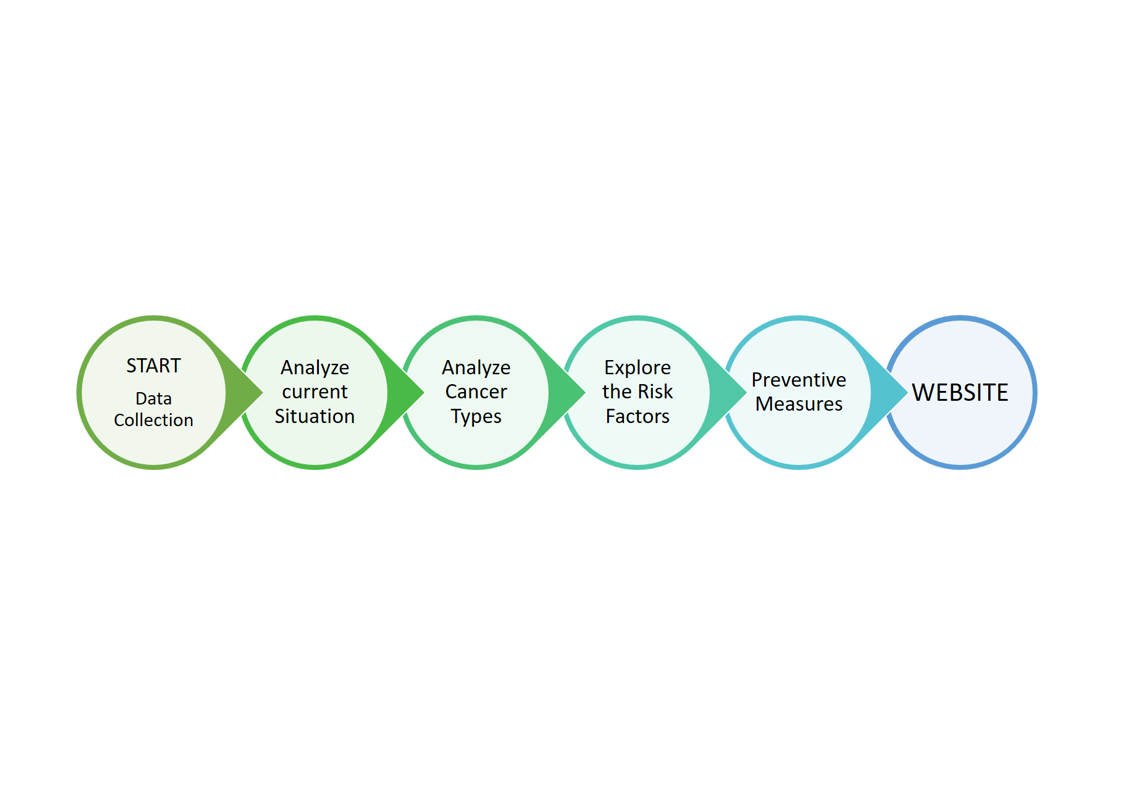 START
Data
Collection
Analyze
current
Situation
Analyze
Cancer
Types
Explore
the Risk
Factors
Preventive
Measures
WEBSITE